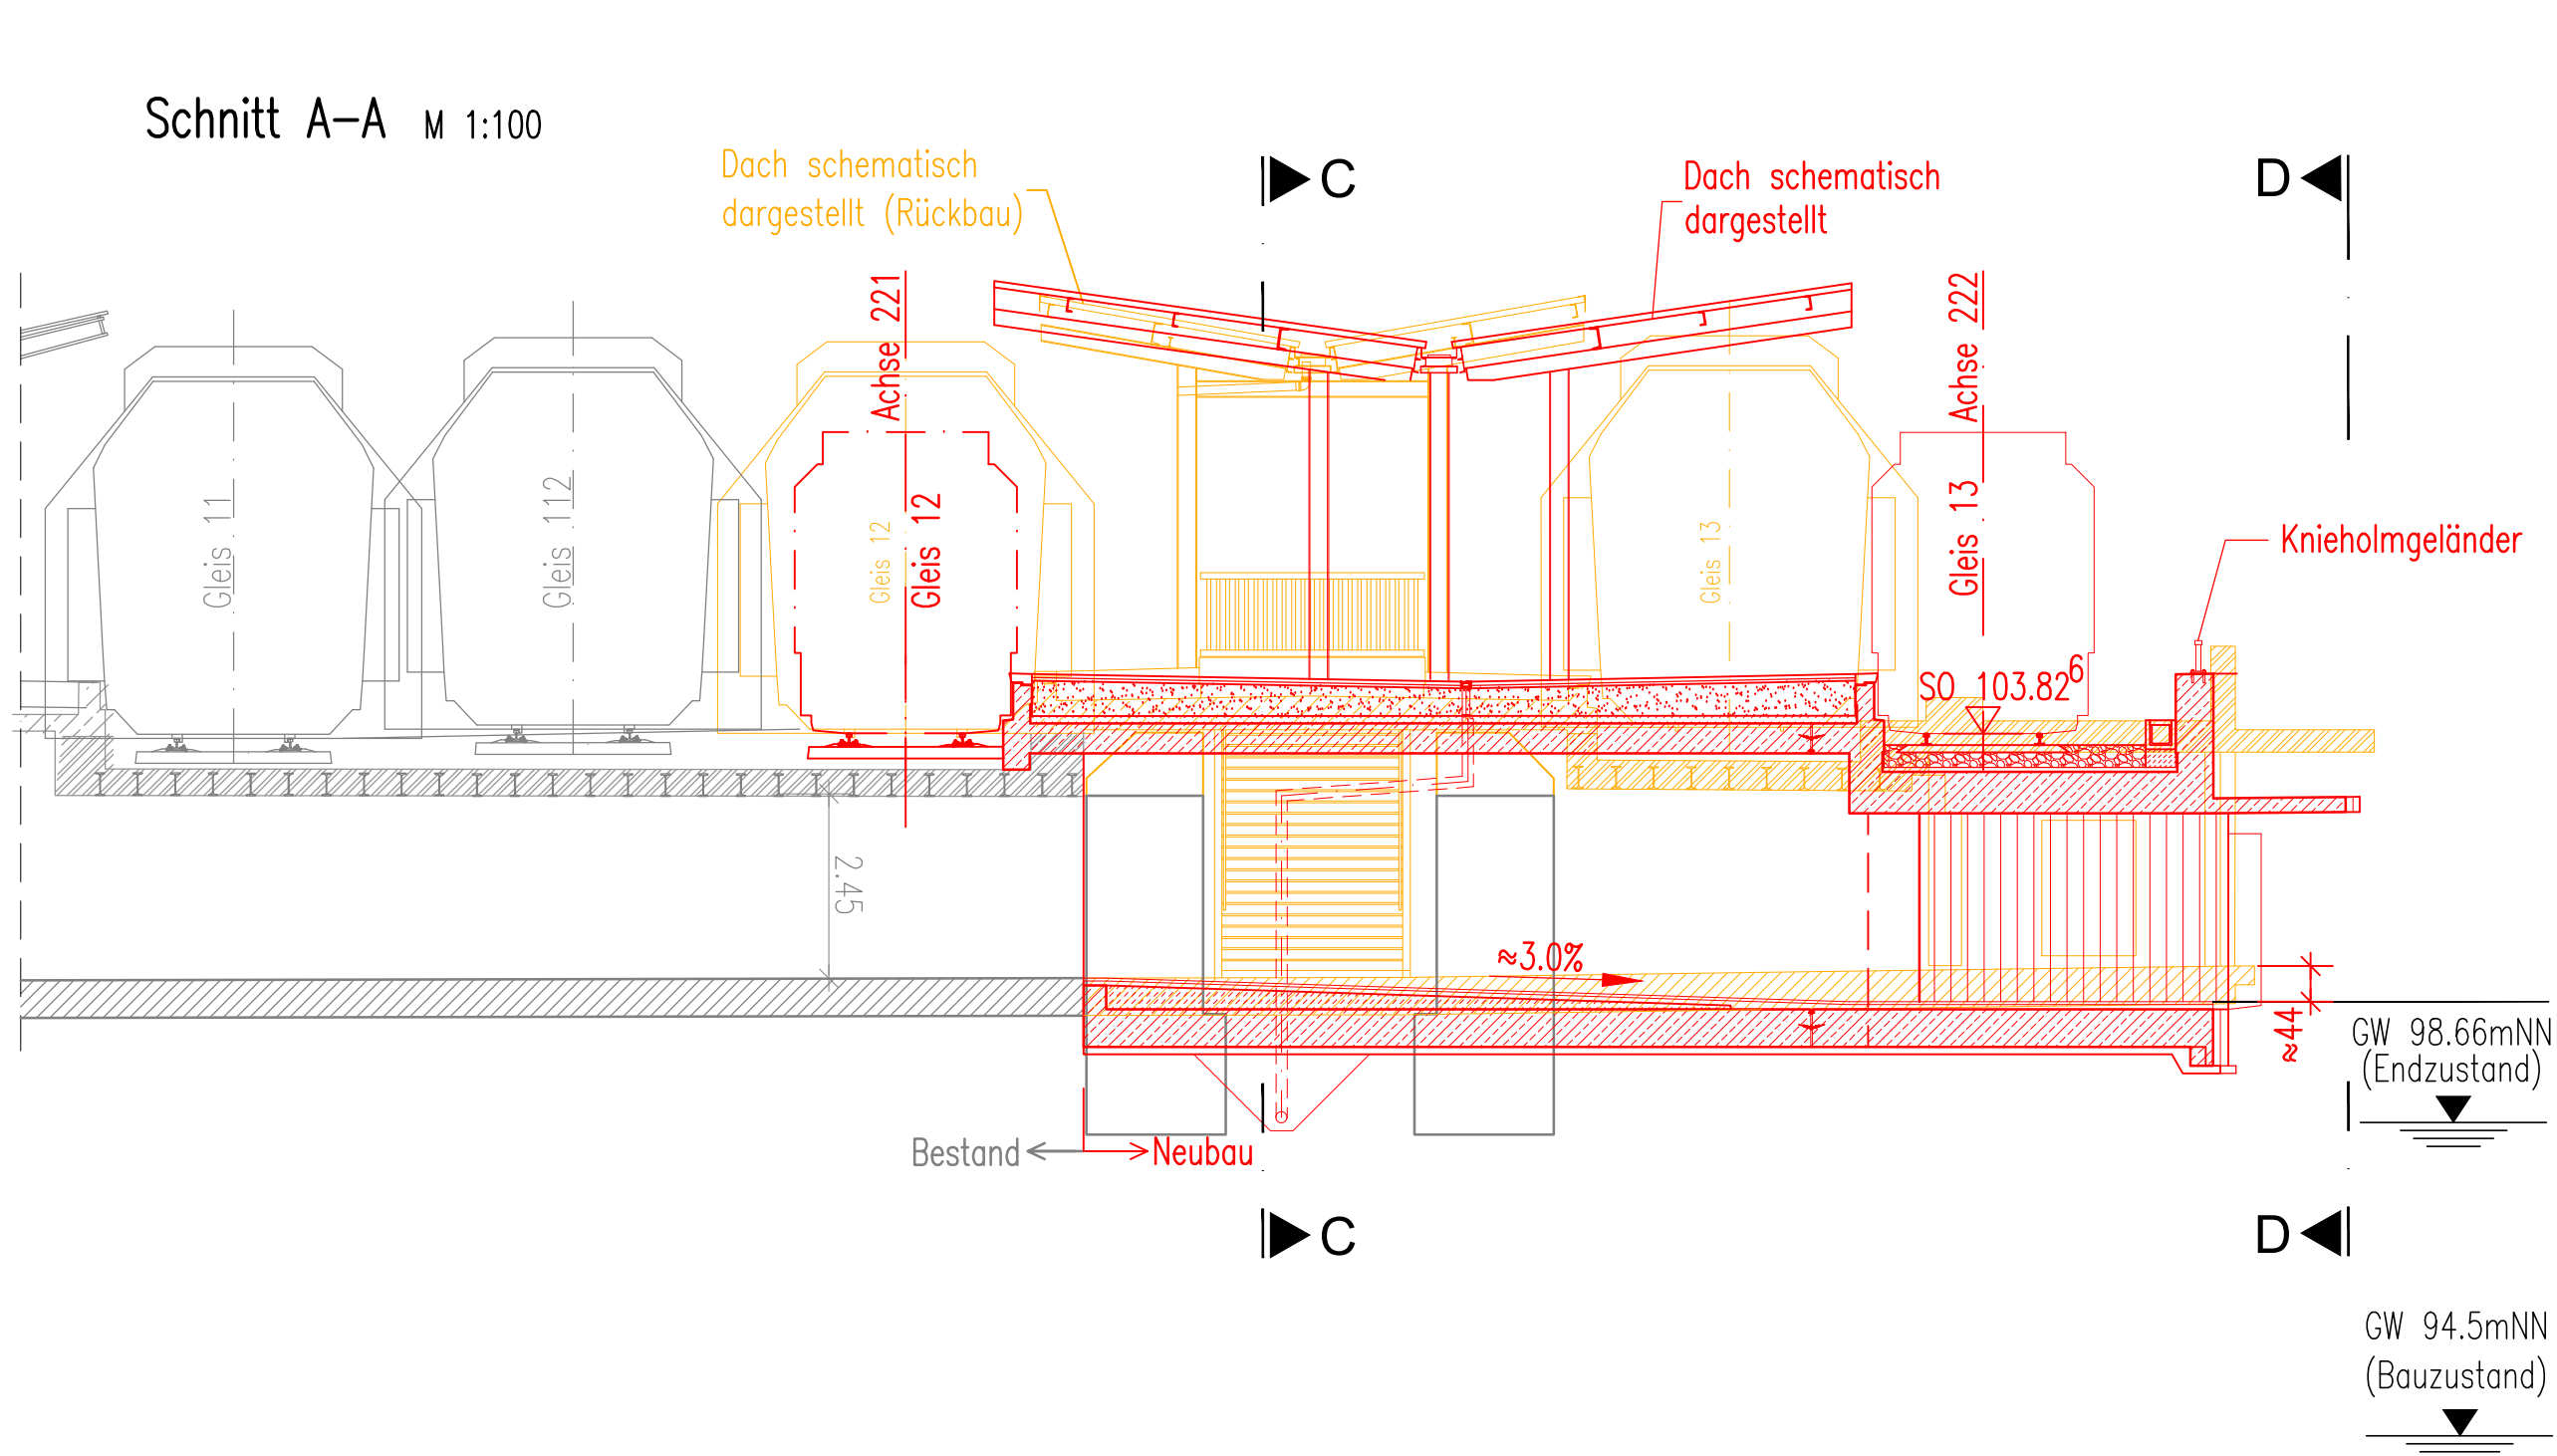 Schnitt A-A M 1:100
Dach schematisch
dargestellt (Rückbau)
C
Dach schematisch
dargestellt
D
Achse 221
Achse 222
Gleis 11
Gleis 112
Gleis 12
Gleis 12
Gleis 13
Gleis 13
Knieholmgeländer
SO 103.82⁶
2.45
≈3.0%
≈44
GW 98.66mNN
(Endzustand)
Bestand
Neubau
C
D
GW 94.5mNN
(Bauzustand)